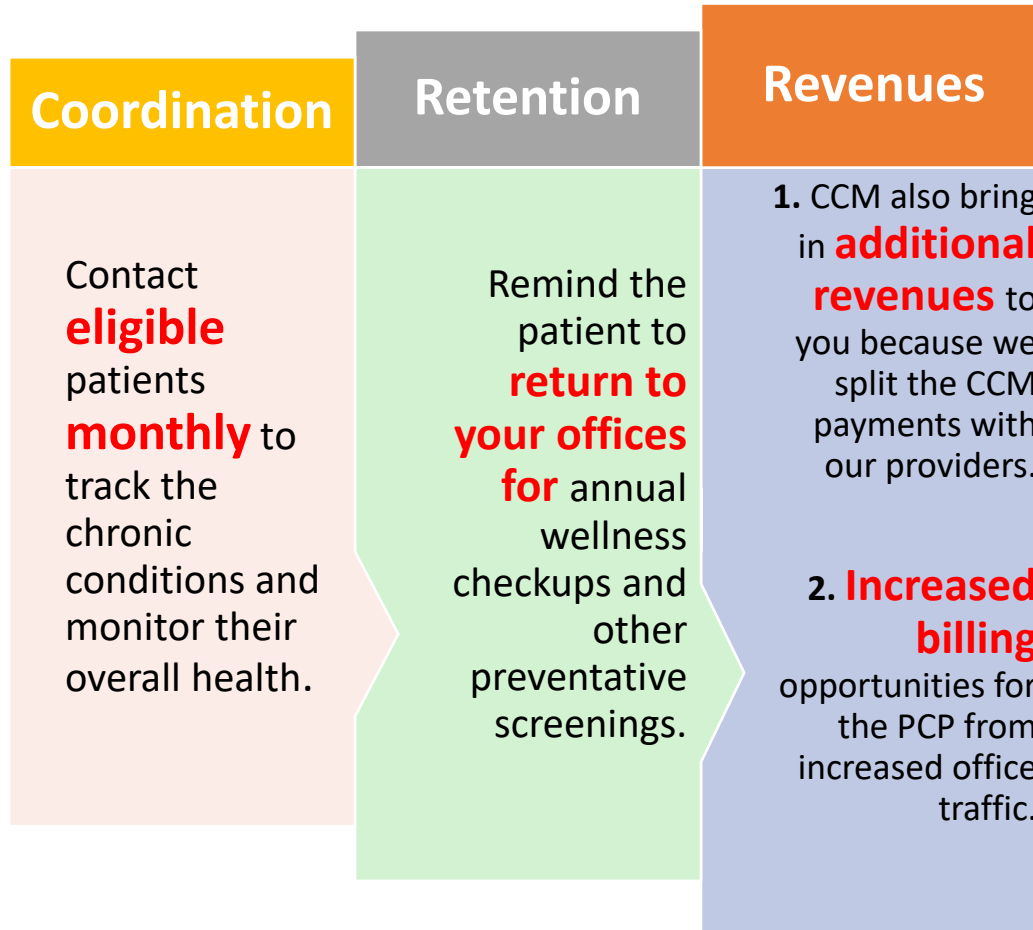 Coordination
Contact
eligible
patients
monthly to
track the
chronic
conditions and
monitor their
overall health.
Retention
Remind the
patient to
return to
your offices
for annual
wellness
checkups and
other
preventative
screenings.
Revenues
1. CCM also bring
in additional
revenues to
you because we
split the CCM
payments with
our providers.
2. Increased
billing
opportunities for
the PCP from
increased office
traffic.